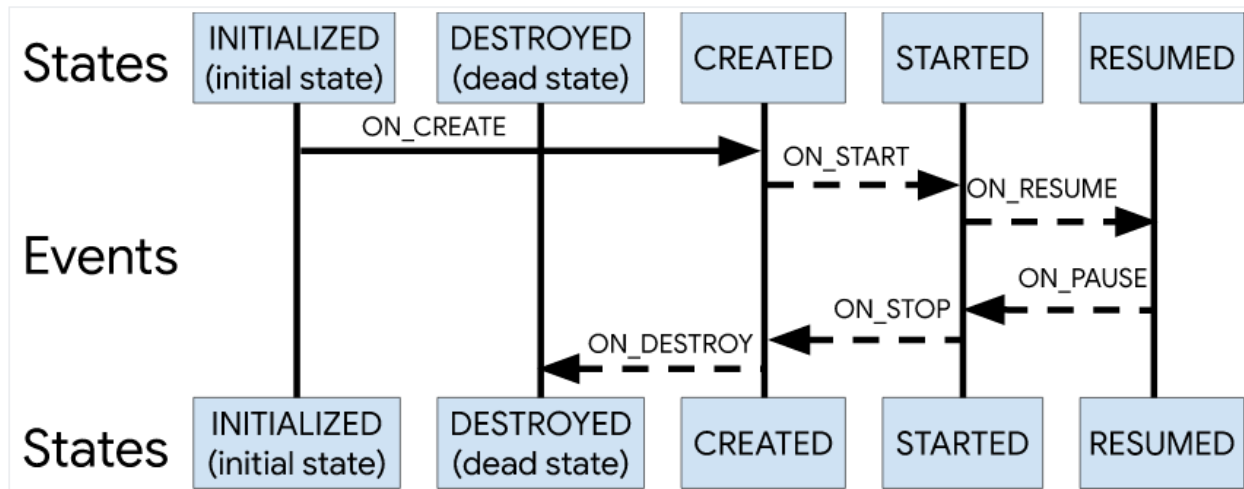 States
INITIALIZED
(initial state)
DESTROYED
(dead state)
CREATED
STARTED
RESUMED
ON_CREATE
ON_START
ON_RESUME
Events
ON_PAUSE
ON_STOP
ON_DESTROY
States
INITIALIZED
(initial state)
DESTROYED
(dead state)
CREATED
STARTED
RESUMED